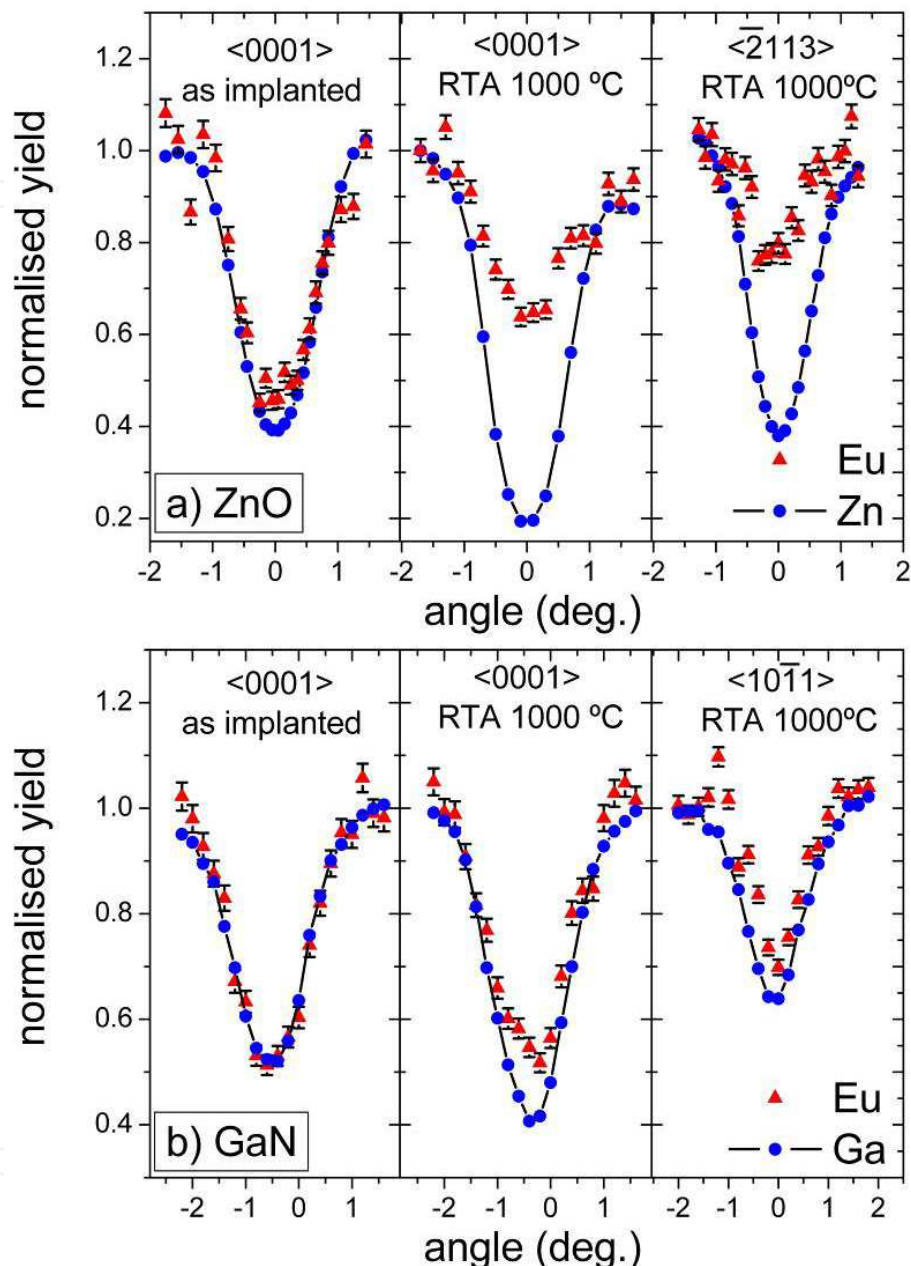 normalised yield
1.2
1.0
0.8
0.6
0.4
0.2
<0001>
as implanted
<0001>
RTA 1000 ºC
<2̅113>
RTA 1000ºC
a) ZnO
Eu
Zn
-2 -1 0 1 -2 -1 0 1 -2 -1 0 1 2
angle (deg.)
normalised yield
1.2
1.0
0.8
0.6
0.4
<0001>
as implanted
<0001>
RTA 1000 ºC
<101̅1>
RTA 1000ºC
b) GaN
Eu
Ga
-2 -1 0 1 -2 -1 0 1 -2 -1 0 1 2
angle (deg.)